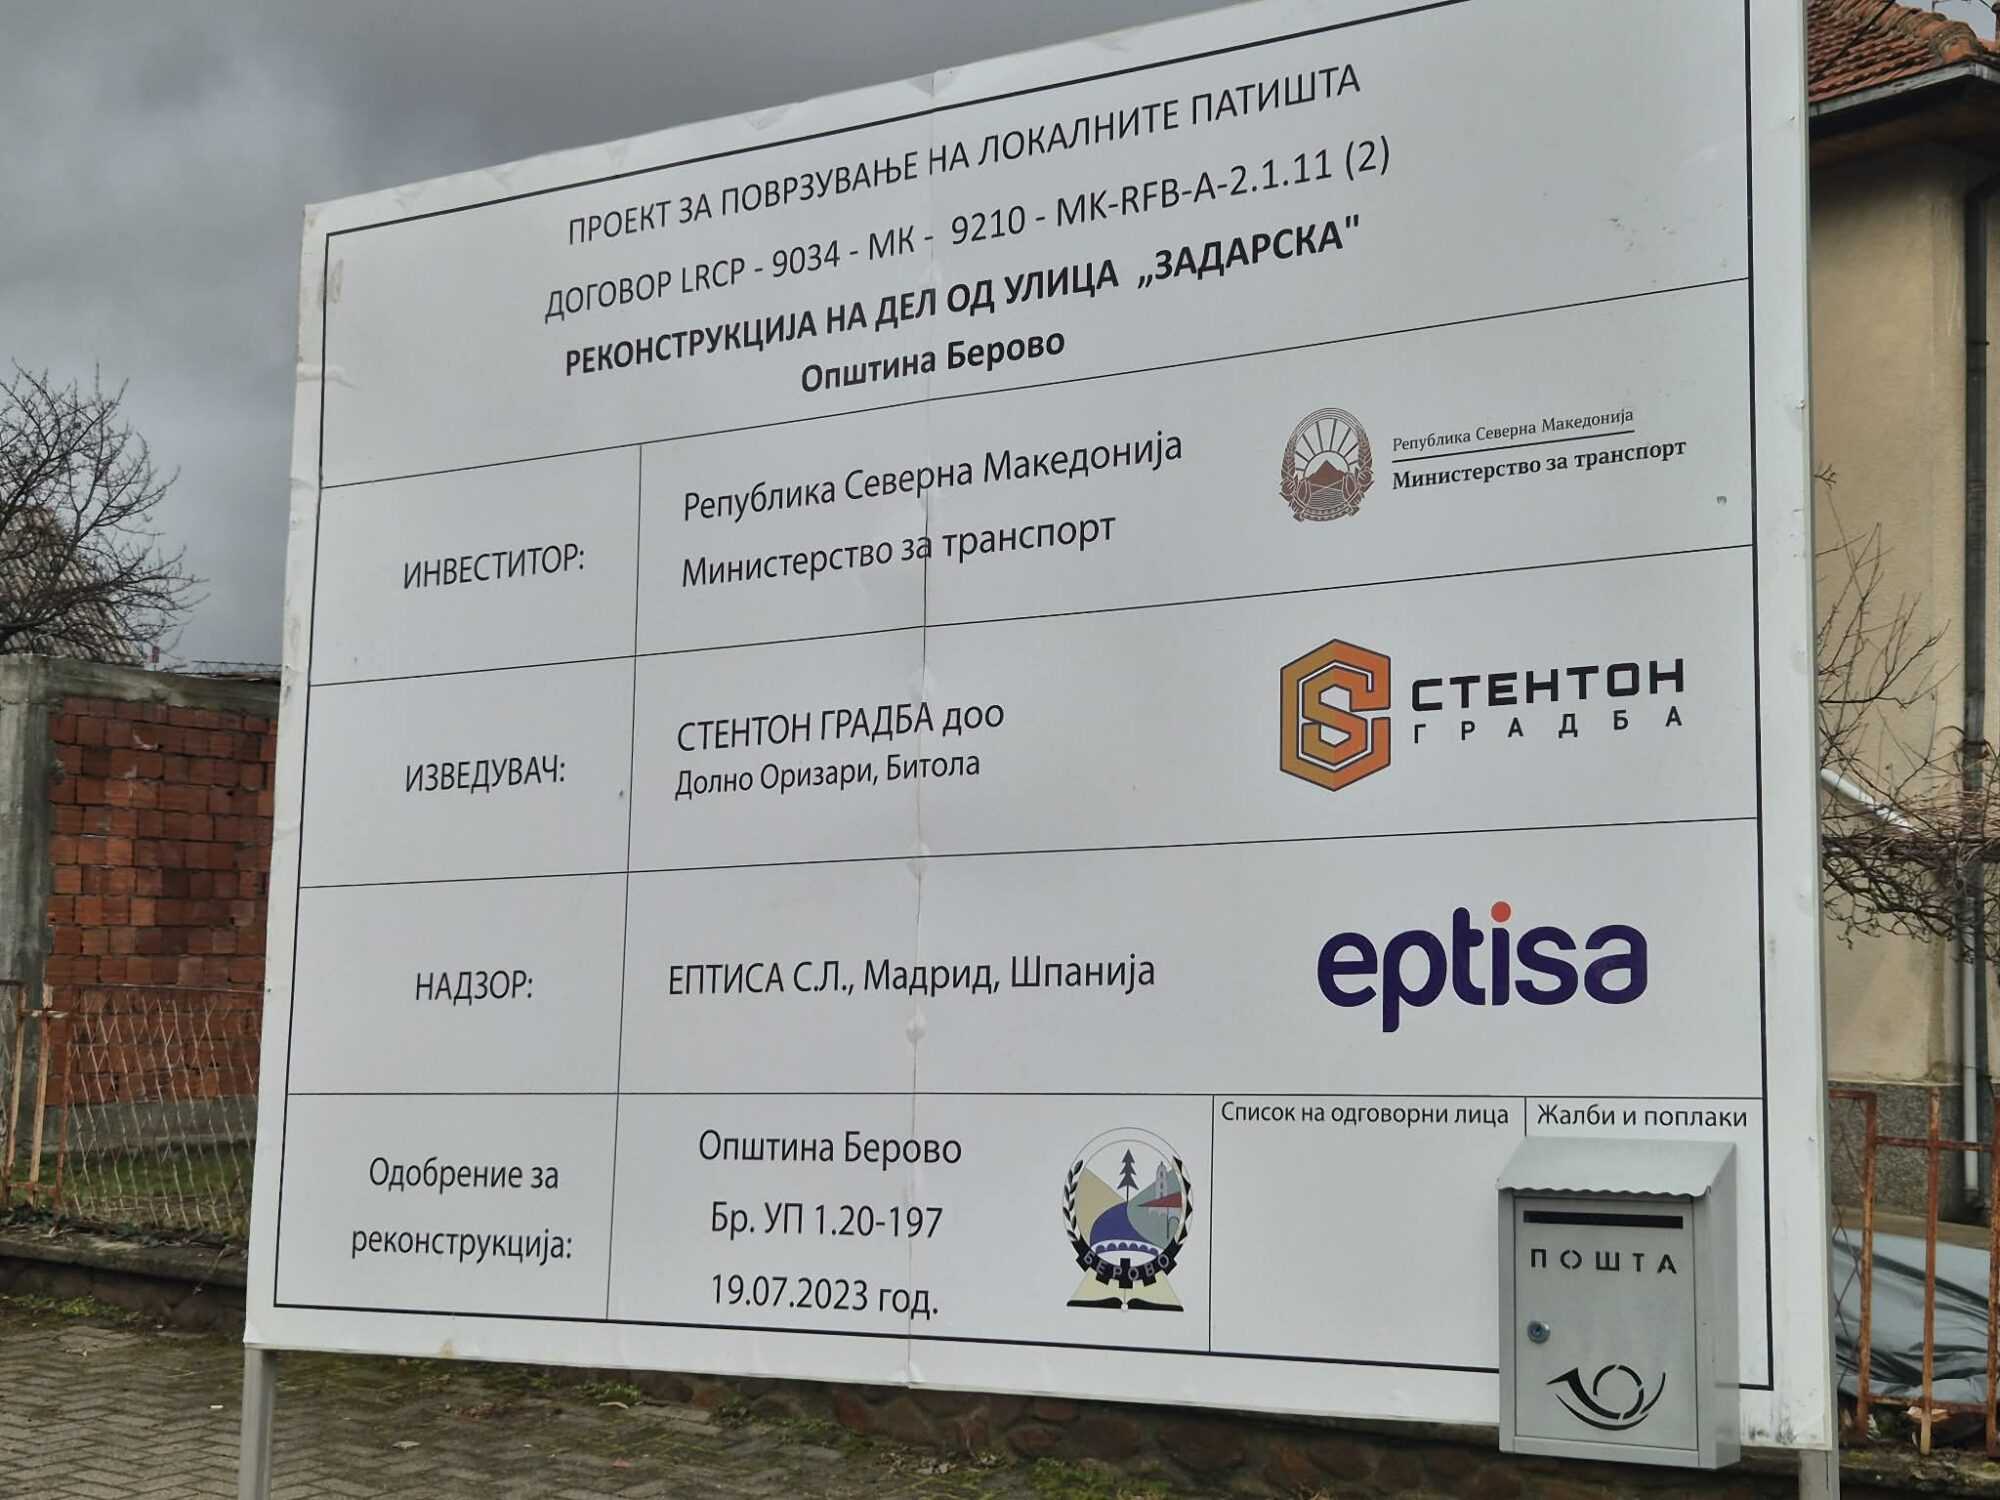 ПРОЕКТ ЗА ПОВРЗУВАЊЕ НА ЛОКАЛНИТЕ ПАТИШТА
ДОГОВОР LRCP - 9034 - МК - 9210 - MK-RFB-A-2.1.11 (2)
РЕКОНСТРУКЦИЈА НА ДЕЛ ОД УЛИЦА „ЗАДАРСКА"
Општина Берово
ИНВЕСТИТОР:
Република Северна Македонија
Министерство за транспорт
Република Северна Македонија
Министерство за транспорт
ИЗВЕДУВАЧ:
СТЕНТОН ГРАДБА доо
Долно Оризари, Битола
СТЕНТОН
ГРАДБА
НАДЗОР:
ЕПТИСА С.Л., Мадрид, Шпанија
eptisa
Одобрение за
реконструкција:
Општина Берово
Бр. УП 1.20-197
19.07.2023 год.
БЕРОВО
Список на одговорни лица
Жалби и поплаки
ПОШТА